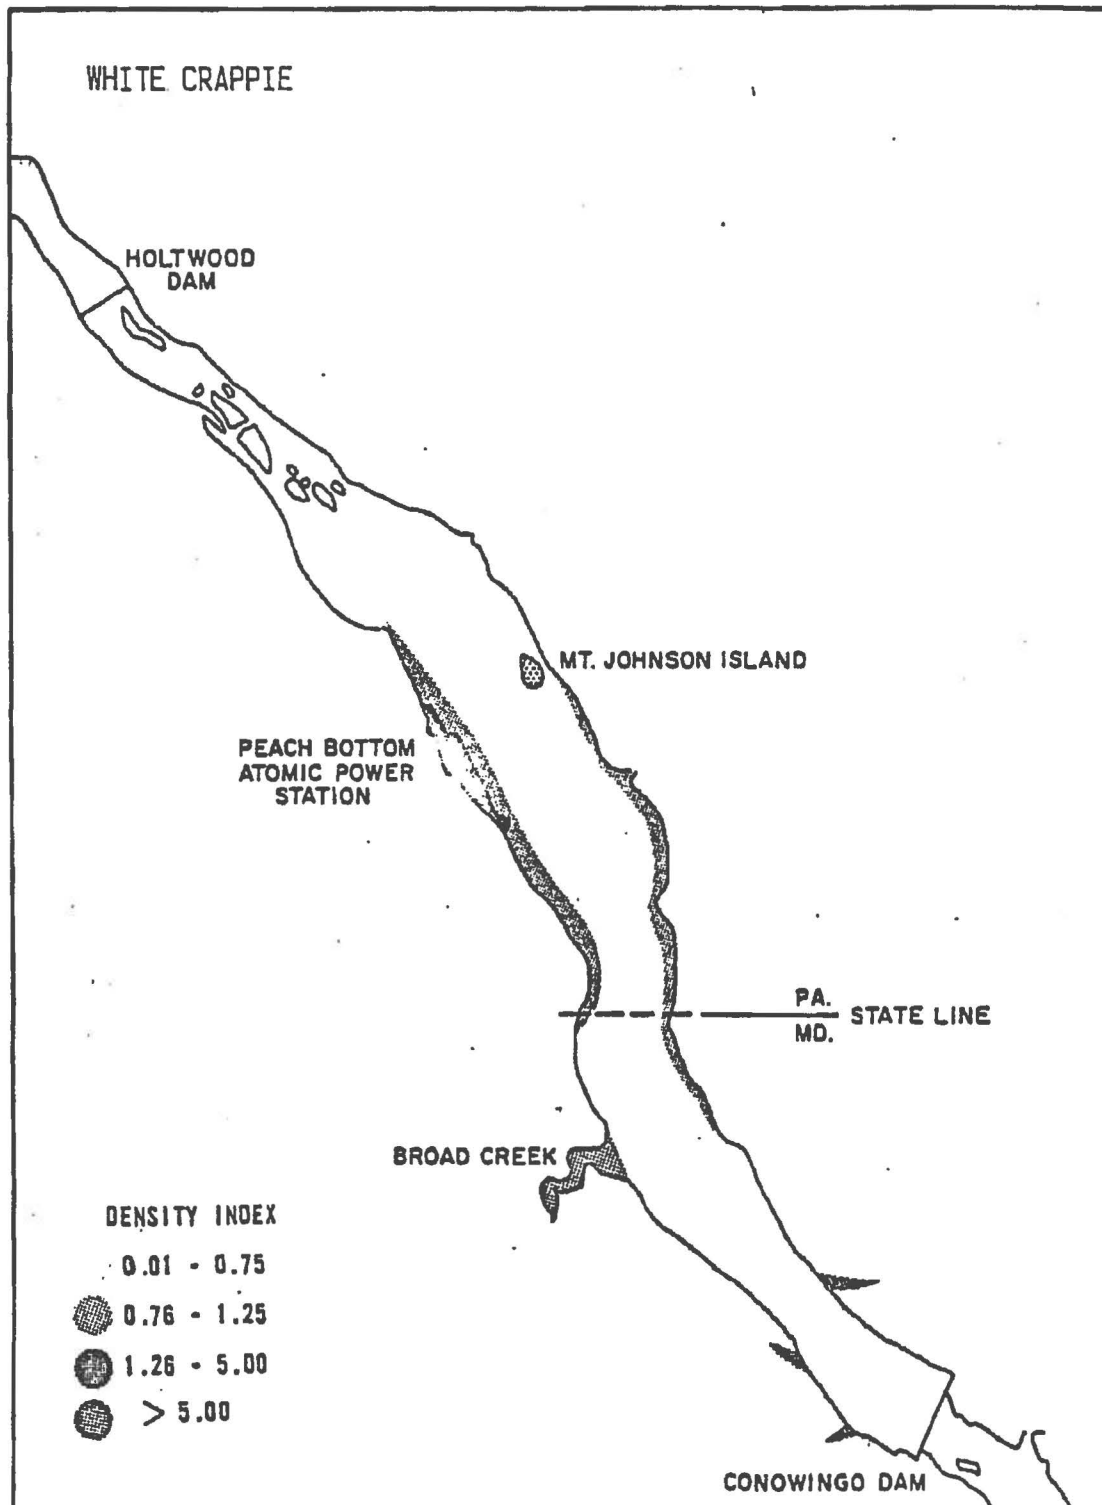 WHITE CRAPPIE
HOLTWOOD
DAM
MT. JOHNSON ISLAND
PEACH BOTTOM
ATOMIC POWER
STATION
PA.
STATE LINE
MD.
BROAD CREEK
DENSITY INDEX
0.01 - 0.75
0.76 - 1.25
1.26 - 5.00
> 5.00
CONOWINGO DAM